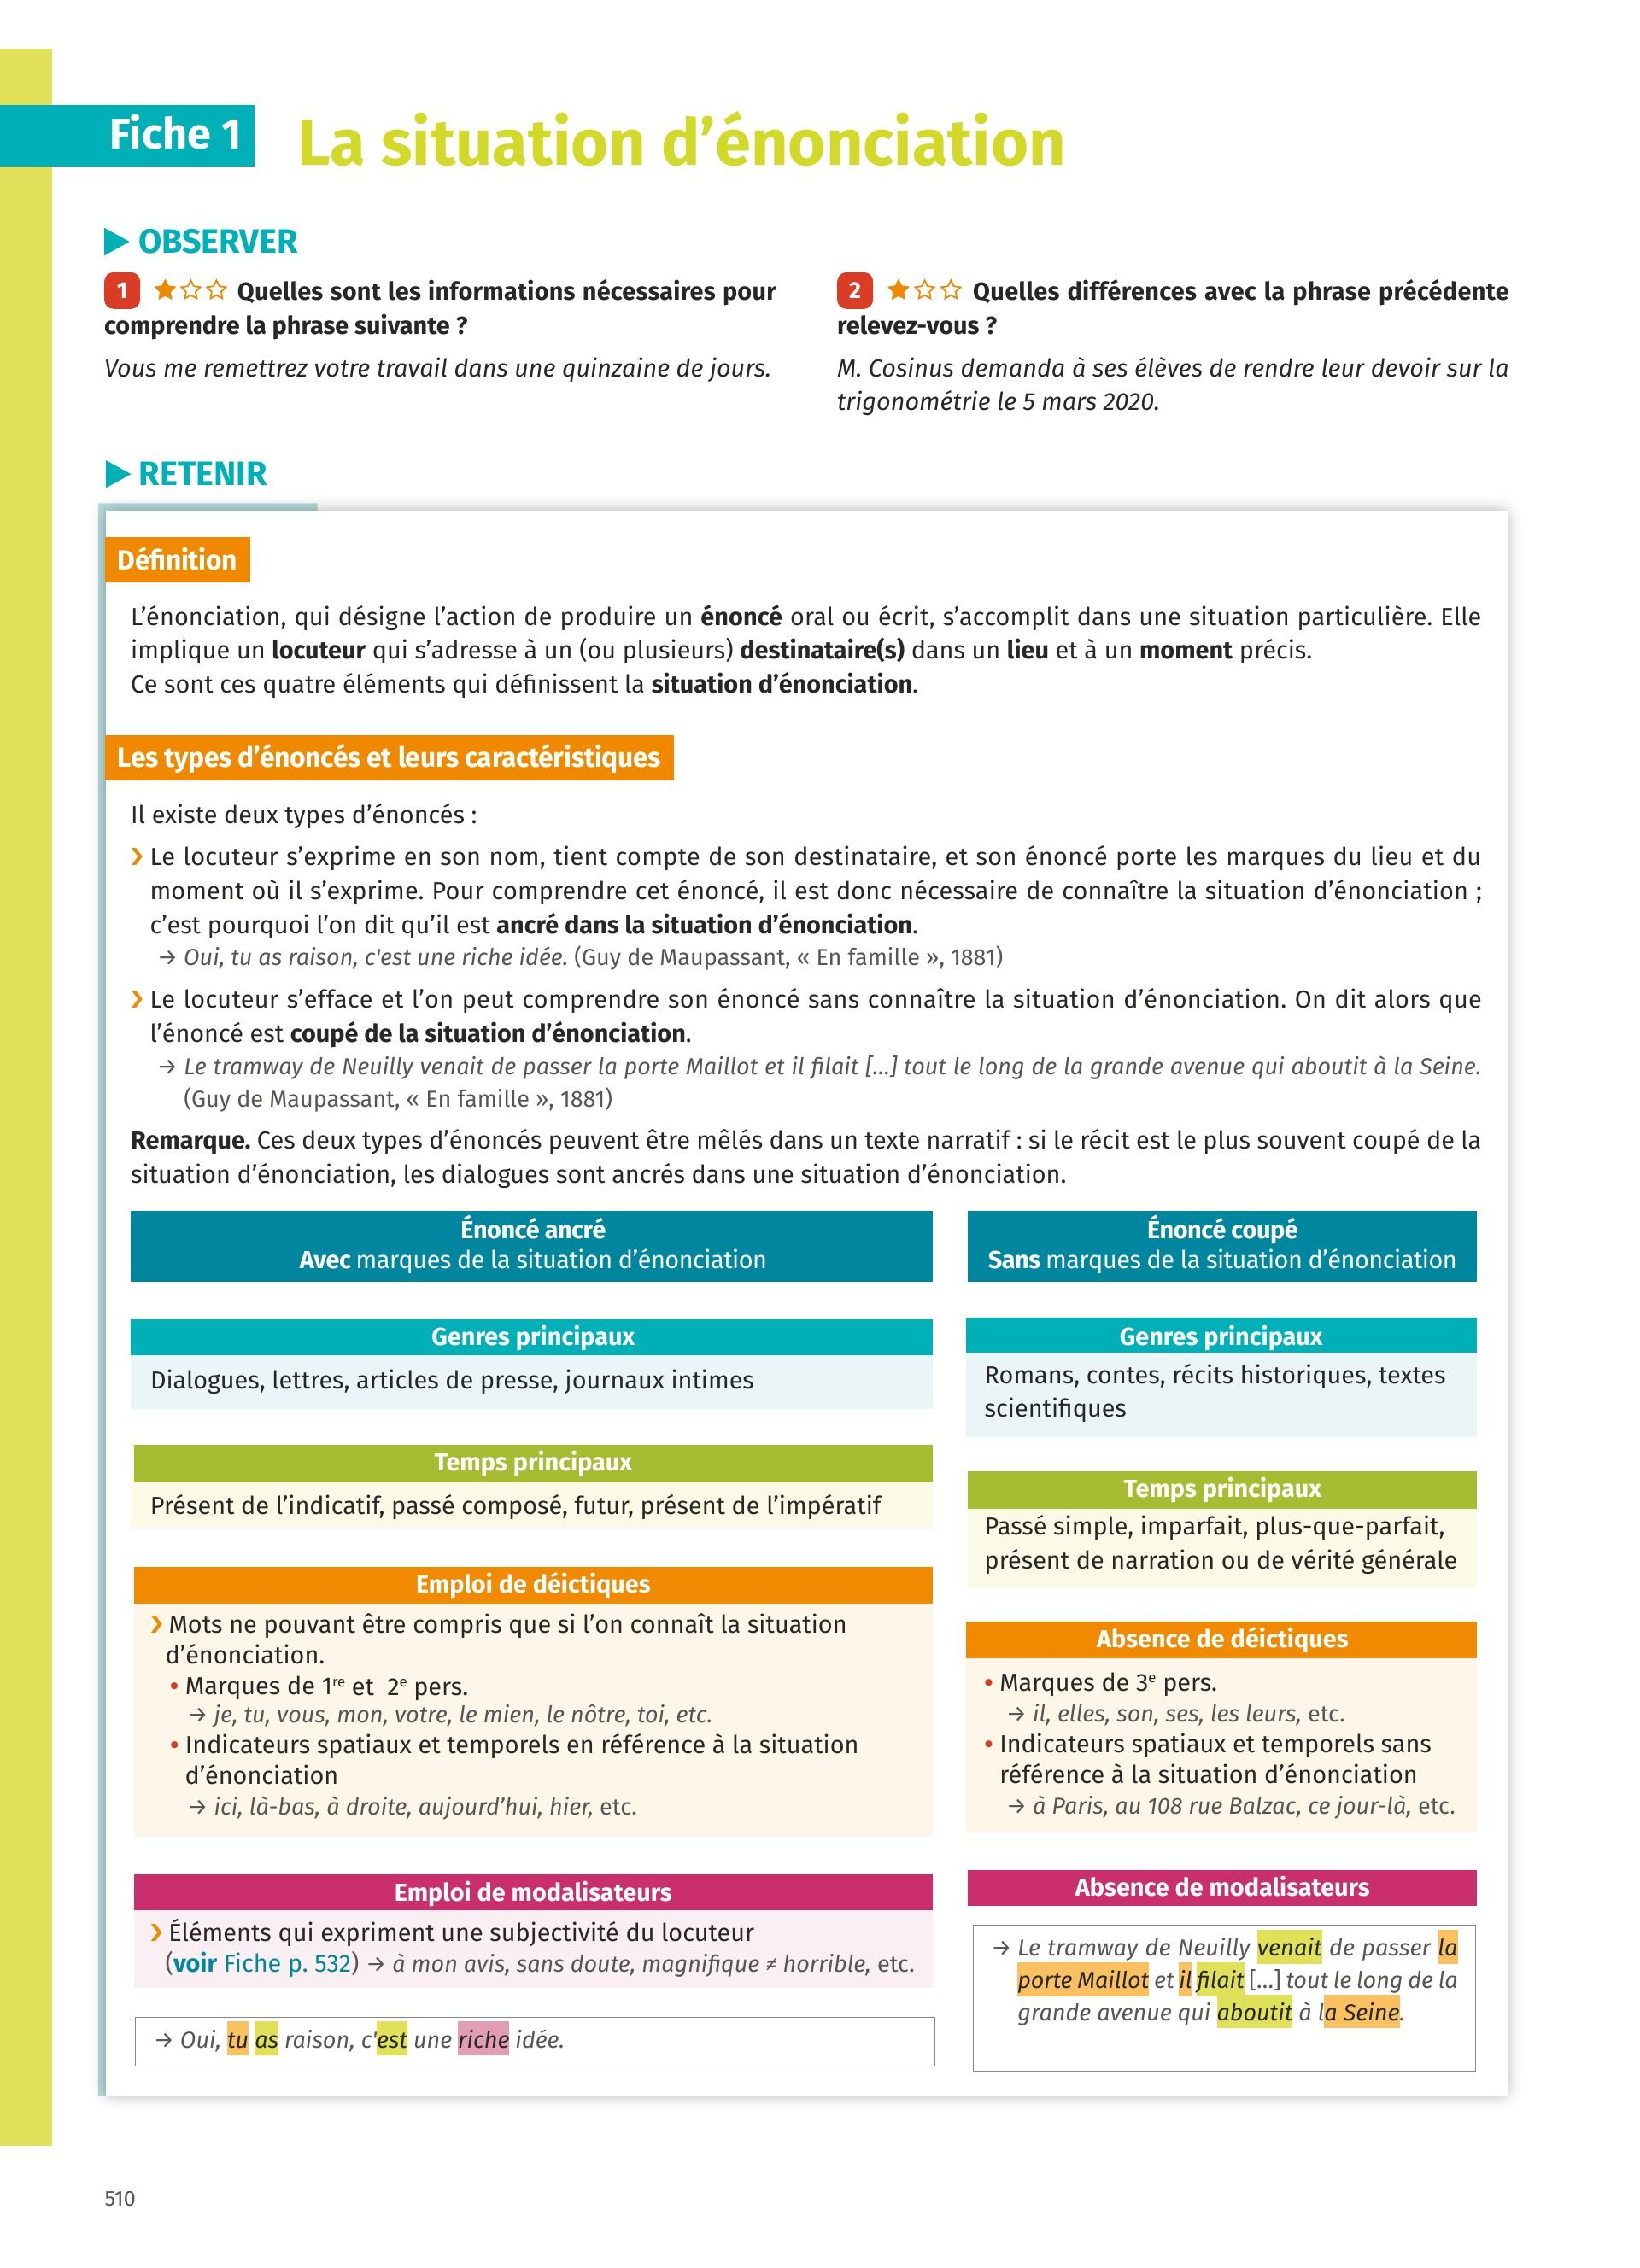 Fiche 1
La situation d’énonciation
OBSERVER
1 Quelles sont les informations nécessaires pour
comprendre la phrase suivante ?
Vous me remettrez votre travail dans une quinzaine de jours.
2 Quelles différences avec la phrase précédente
relevez-vous ?
M. Cosinus demanda à ses élèves de rendre leur devoir sur la
trigonométrie le 5 mars 2020.
RETENIR
Définition
L’énonciation, qui désigne l’action de produire un énoncé oral ou écrit, s’accomplit dans une situation particulière. Elle
implique un locuteur qui s’adresse à un (ou plusieurs) destinataire(s) dans un lieu et à un moment précis.
Ce sont ces quatre éléments qui définissent la situation d’énonciation.
Les types d’énoncés et leurs caractéristiques
Il existe deux types d’énoncés :
› Le locuteur s’exprime en son nom, tient compte de son destinataire, et son énoncé porte les marques du lieu et du
moment où il s’exprime. Pour comprendre cet énoncé, il est donc nécessaire de connaître la situation d’énonciation ;
c’est pourquoi l’on dit qu’il est ancré dans la situation d’énonciation.
→ Oui, tu as raison, c'est une riche idée. (Guy de Maupassant, « En famille », 1881)
› Le locuteur s’efface et l’on peut comprendre son énoncé sans connaître la situation d’énonciation. On dit alors que
l’énoncé est coupé de la situation d’énonciation.
→ Le tramway de Neuilly venait de passer la porte Maillot et il filait [...] tout le long de la grande avenue qui aboutit à la Seine.
(Guy de Maupassant, « En famille », 1881)
Remarque. Ces deux types d’énoncés peuvent être mêlés dans un texte narratif : si le récit est le plus souvent coupé de la
situation d’énonciation, les dialogues sont ancrés dans une situation d’énonciation.
Énoncé ancré
Avec marques de la situation d’énonciation
Genres principaux
Dialogues, lettres, articles de presse, journaux intimes
Temps principaux
Présent de l’indicatif, passé composé, futur, présent de l’impératif
Emploi de déictiques
› Mots ne pouvant être compris que si l’on connaît la situation
d’énonciation.
• Marques de 1re et 2e pers.
→ je, tu, vous, mon, votre, le mien, le nôtre, toi, etc.
• Indicateurs spatiaux et temporels en référence à la situation
d’énonciation
→ ici, là-bas, à droite, aujourd’hui, hier, etc.
Emploi de modalisateurs
› Éléments qui expriment une subjectivité du locuteur
(voir Fiche p. 532) → à mon avis, sans doute, magnifique ≠ horrible, etc.
→ Oui, tu as raison, c'est une riche idée.
Énoncé coupé
Sans marques de la situation d’énonciation
Genres principaux
Romans, contes, récits historiques, textes
scientifiques
Temps principaux
Passé simple, imparfait, plus-que-parfait,
présent de narration ou de vérité générale
Absence de déictiques
• Marques de 3e pers.
→ il, elles, son, ses, les leurs, etc.
• Indicateurs spatiaux et temporels sans
référence à la situation d’énonciation
→ à Paris, au 108 rue Balzac, ce jour-là, etc.
Absence de modalisateurs
→ Le tramway de Neuilly venait de passer la
porte Maillot et il filait [...] tout le long de la
grande avenue qui aboutit à la Seine.
510